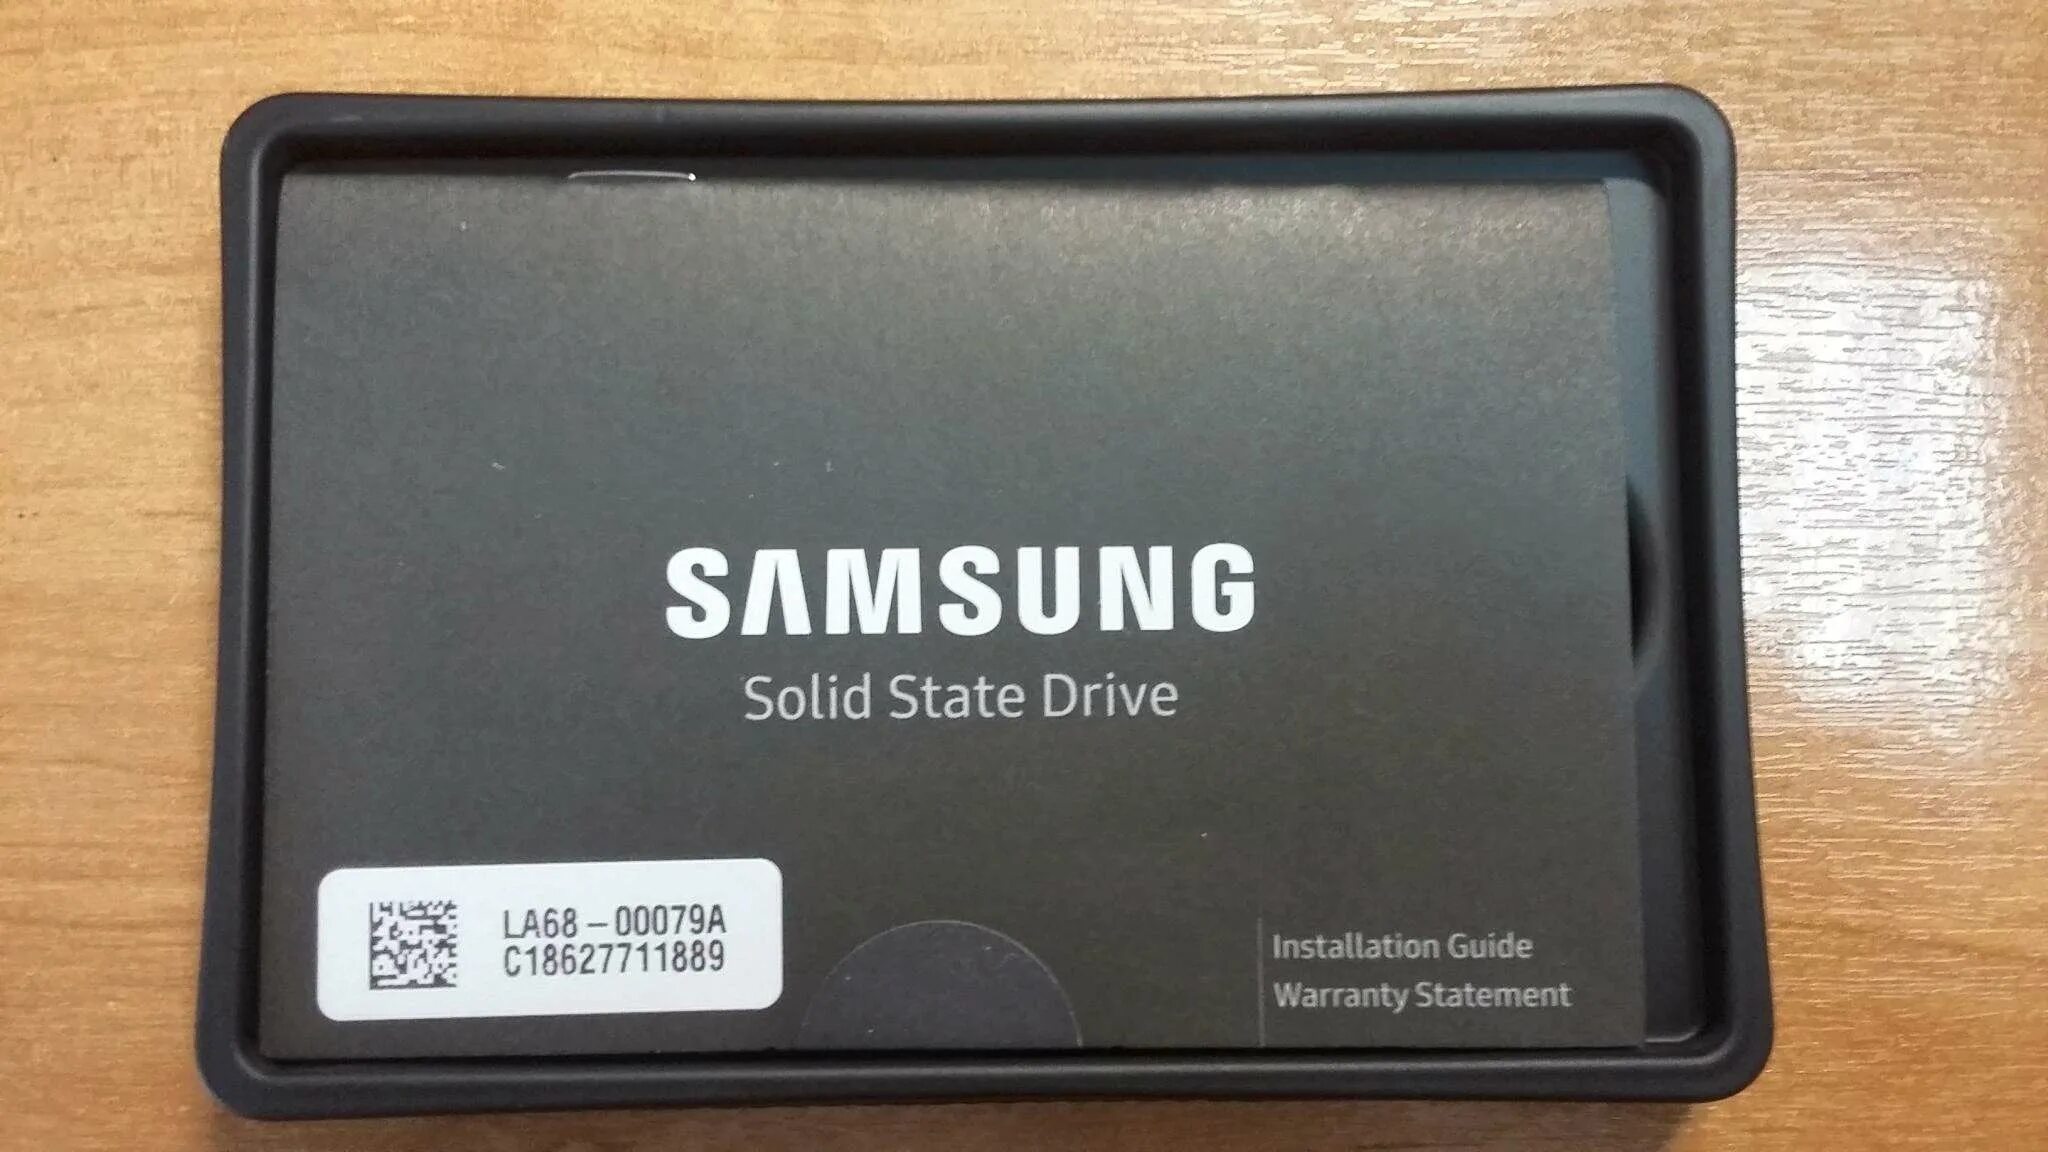 SAMSUNG
Solid State Drive
LA68-00079A
C18627711889
Installation Guide
Warranty Statement